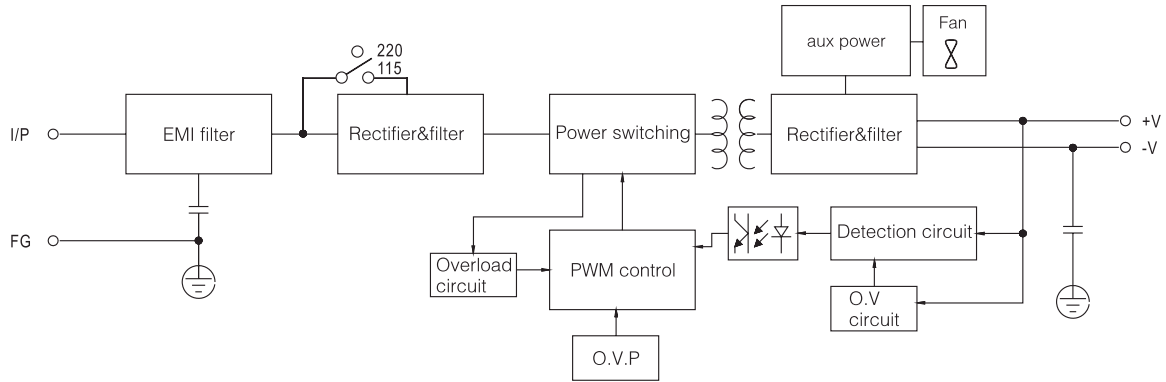 aux power
Fan
220
115
I/P
EMI filter
Rectifier&filter
Power switching
Rectifier&filter
+V
-V
FG
Overload
circuit
PWM control
Detection circuit
O.V
circuit
O.V.P